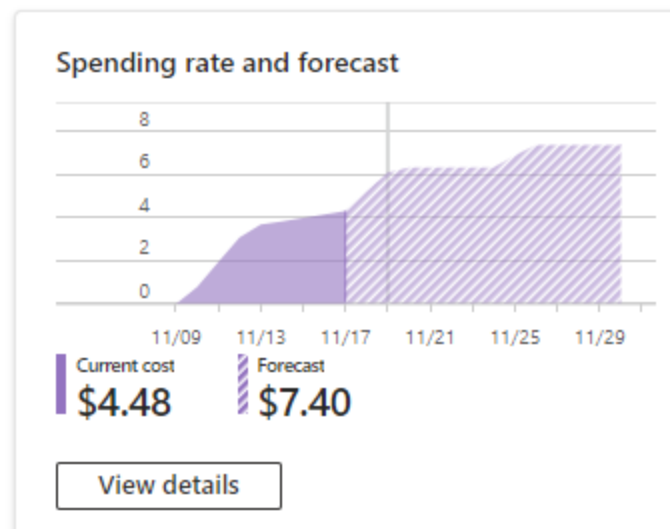 Spending rate and forecast
8
6
4
2
0
11/09 11/13 11/17 11/21 11/25 11/29
Current cost Forecast
$4.48 $7.40
View details